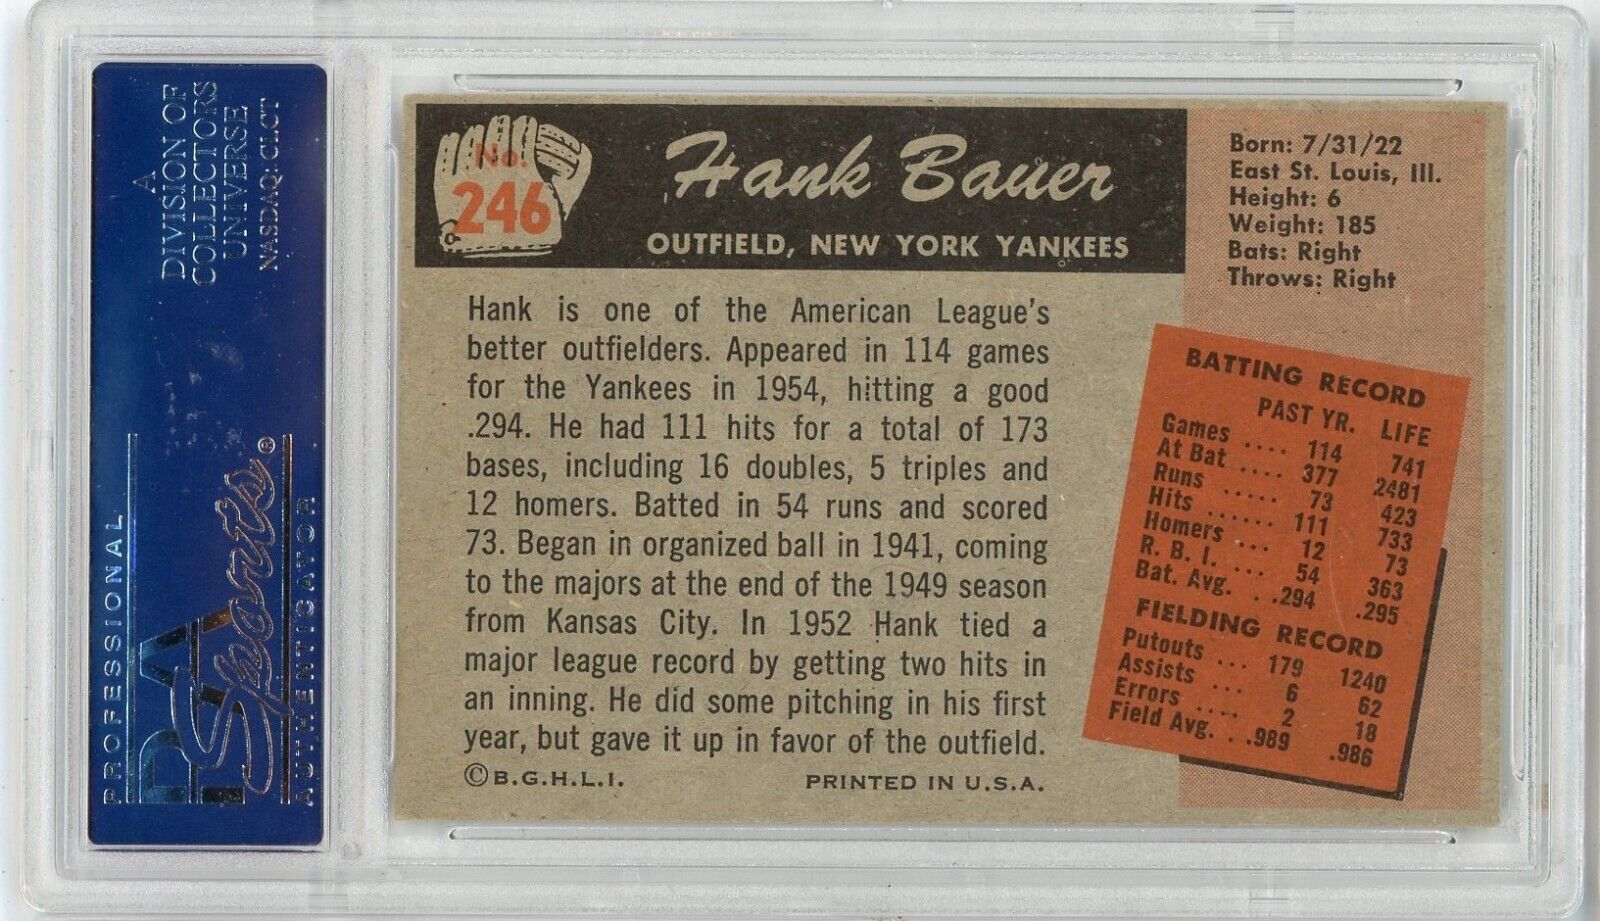 A
DIVISION OF
COLLECTORS
UNIVERSE
NASDAQ: CLCT
PROFESSIONAL
PSA
Sports®
AUTHENTICATOR
No.
246
Hank Bauer
OUTFIELD, NEW YORK YANKEES
Hank is one of the American League's
better outfielders. Appeared in 114 games
for the Yankees in 1954, hitting a good
.294. He had 111 hits for a total of 173
bases, including 16 doubles, 5 triples and
12 homers. Batted in 54 runs and scored
73. Began in organized ball in 1941, coming
to the majors at the end of the 1949 season
from Kansas City. In 1952 Hank tied a
major league record by getting two hits in
an inning. He did some pitching in his first
year, but gave it up in favor of the outfield.
©B.G.H.L.I. PRINTED IN U.S.A.
Born: 7/31/22
East St. Louis, Ill.
Height: 6
Weight: 185
Bats: Right
Throws: Right
BATTING RECORD
PAST YR. LIFE
Games .... 114 741
At Bat .... 377 2481
Runs ..... 73 423
Hits ...... 111 733
Homers ... 12 73
R. B. I. ... 54 363
Bat. Avg. . .294 .295
FIELDING RECORD
Putouts ... 179 1240
Assists ... 6 62
Errors .... 2 18
Field Avg. . .989 .986